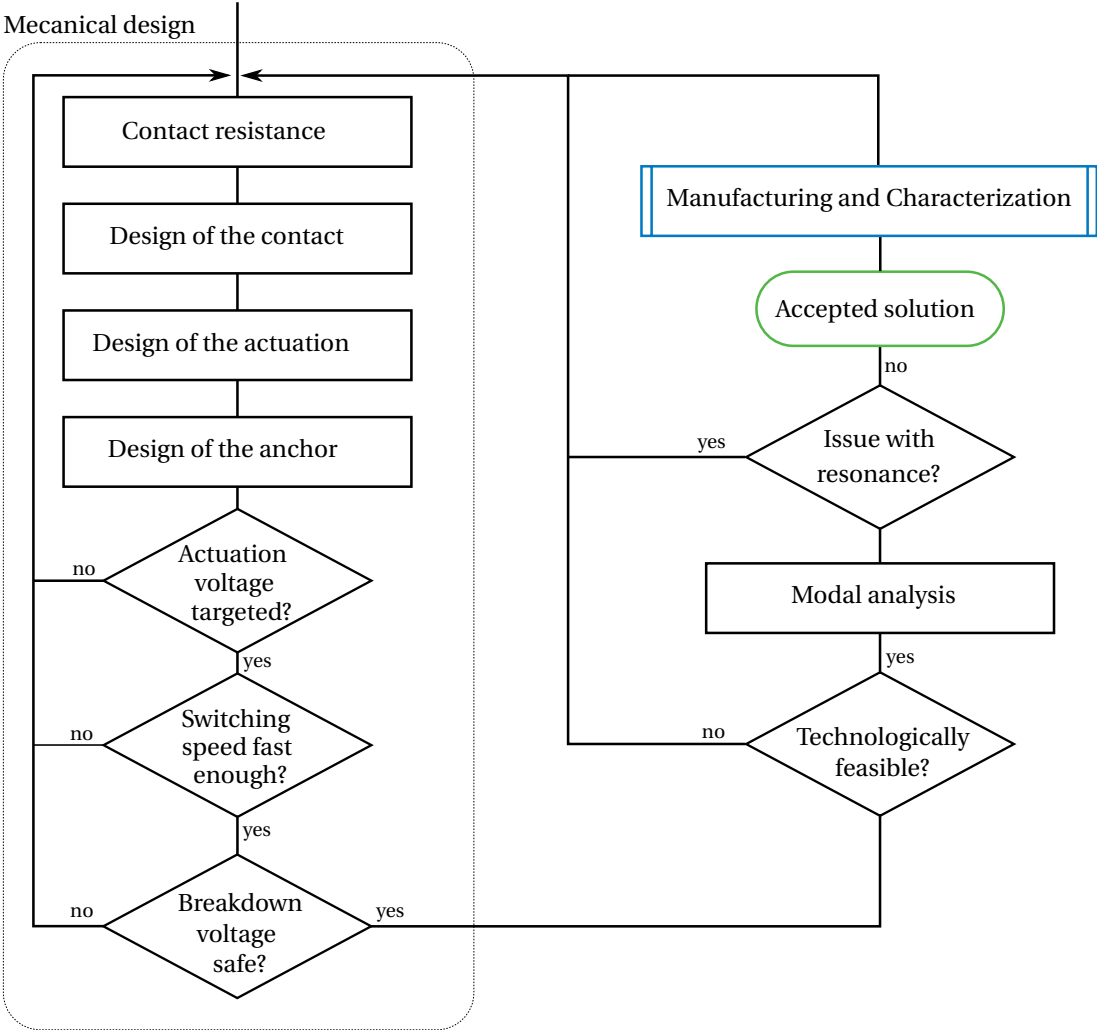 Mecanical design
Contact resistance
Design of the contact
Design of the actuation
Design of the anchor
Actuation
voltage
targeted?
no
yes
Switching
speed fast
enough?
no
yes
Breakdown
voltage
safe?
no
yes
Manufacturing and Characterization
Accepted solution
no
Issue with
resonance?
yes
Modal analysis
yes
Technologically
feasible?
no